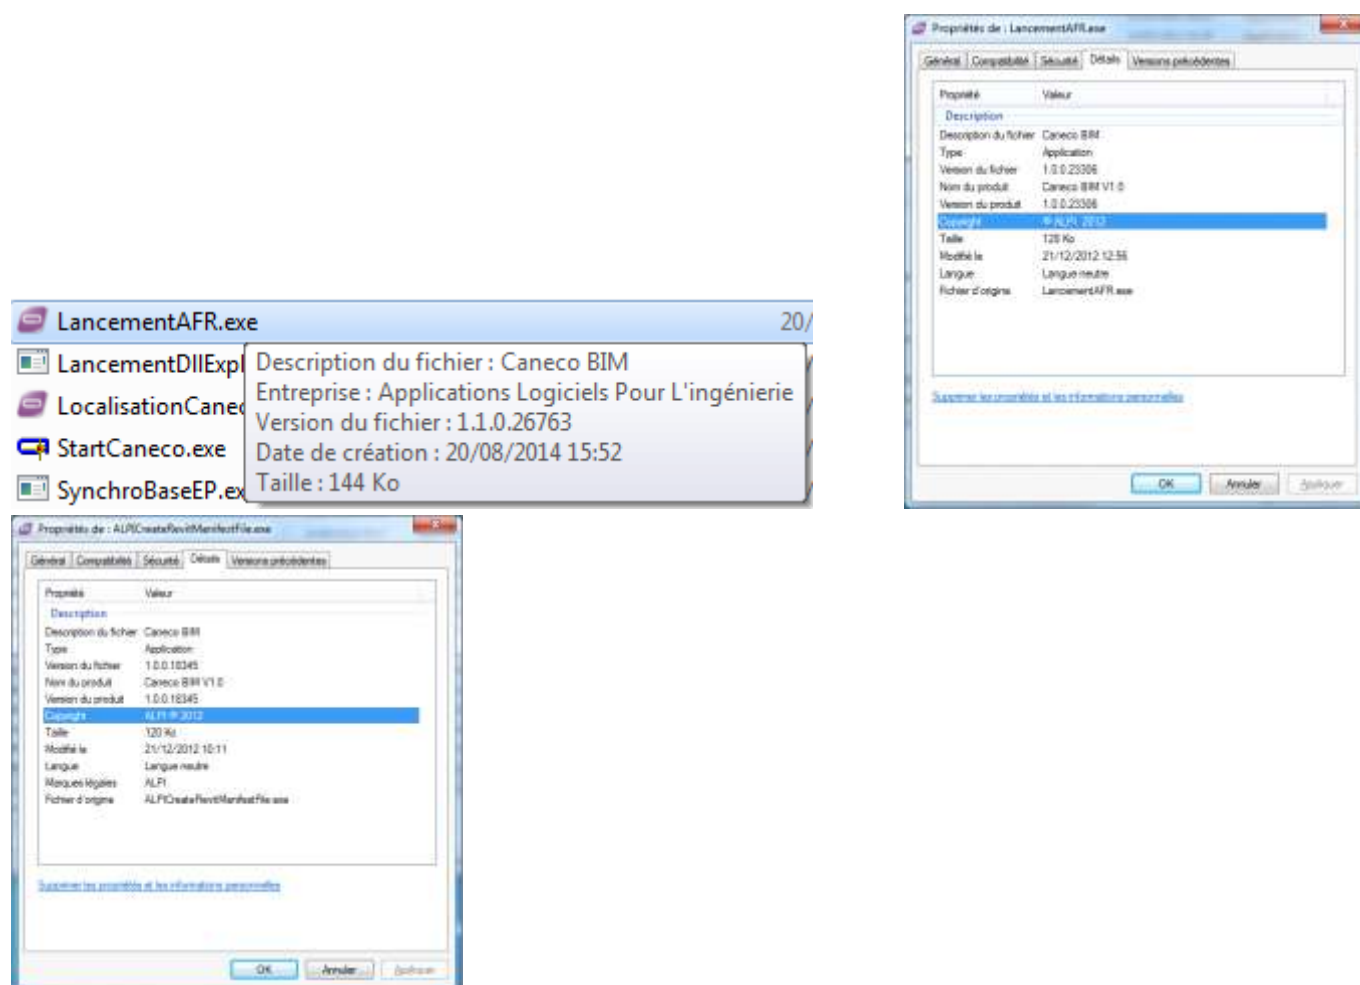 Propriétés de : LancementAFR.exe
Général Compatibilité Sécurité Détails Versions précédentes
Propriété Valeur
Description
Description du fichier Caneco BIM
Type Application
Version du fichier 1.0.0.23306
Nom du produit Caneco BIM V1.0
Version du produit 1.0.0.23306
Copyright © ALPI 2012
Taille 128 Ko
Modifié le 21/12/2012 12:56
Langue Langue neutre
Fichier d'origine LancementAFR.exe
Supprimer les propriétés et les informations personnelles
OK Annuler Appliquer
LancementAFR.exe 20/
LancementDllExpl
LocalisationCanec
StartCaneco.exe
SynchroBaseEP.ex
Description du fichier : Caneco BIM
Entreprise : Applications Logiciels Pour L'ingénierie
Version du fichier : 1.1.0.26763
Date de création : 20/08/2014 15:52
Taille : 144 Ko
Propriétés de : ALPICreateRevitManifestFile.exe
Général Compatibilité Sécurité Détails Versions précédentes
Propriété Valeur
Description
Description du fichier Caneco BIM
Type Application
Version du fichier 1.0.0.18345
Nom du produit Caneco BIM V1.0
Version du produit 1.0.0.18345
Copyright ALPI © 2012
Taille 120 Ko
Modifié le 21/12/2012 10:11
Langue Langue neutre
Marques légales ALPI
Fichier d'origine ALPICreateRevitManifestFile.exe
Supprimer les propriétés et les informations personnelles
OK Annuler Appliquer